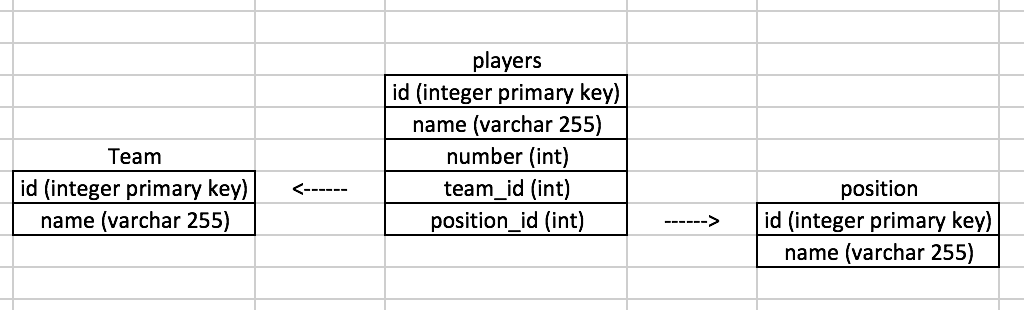 players
id (integer primary key)
name (varchar 255)
number (int)
team_id (int)
position_id (int)
Team
id (integer primary key)
name (varchar 255)
<------
------>
position
id (integer primary key)
name (varchar 255)